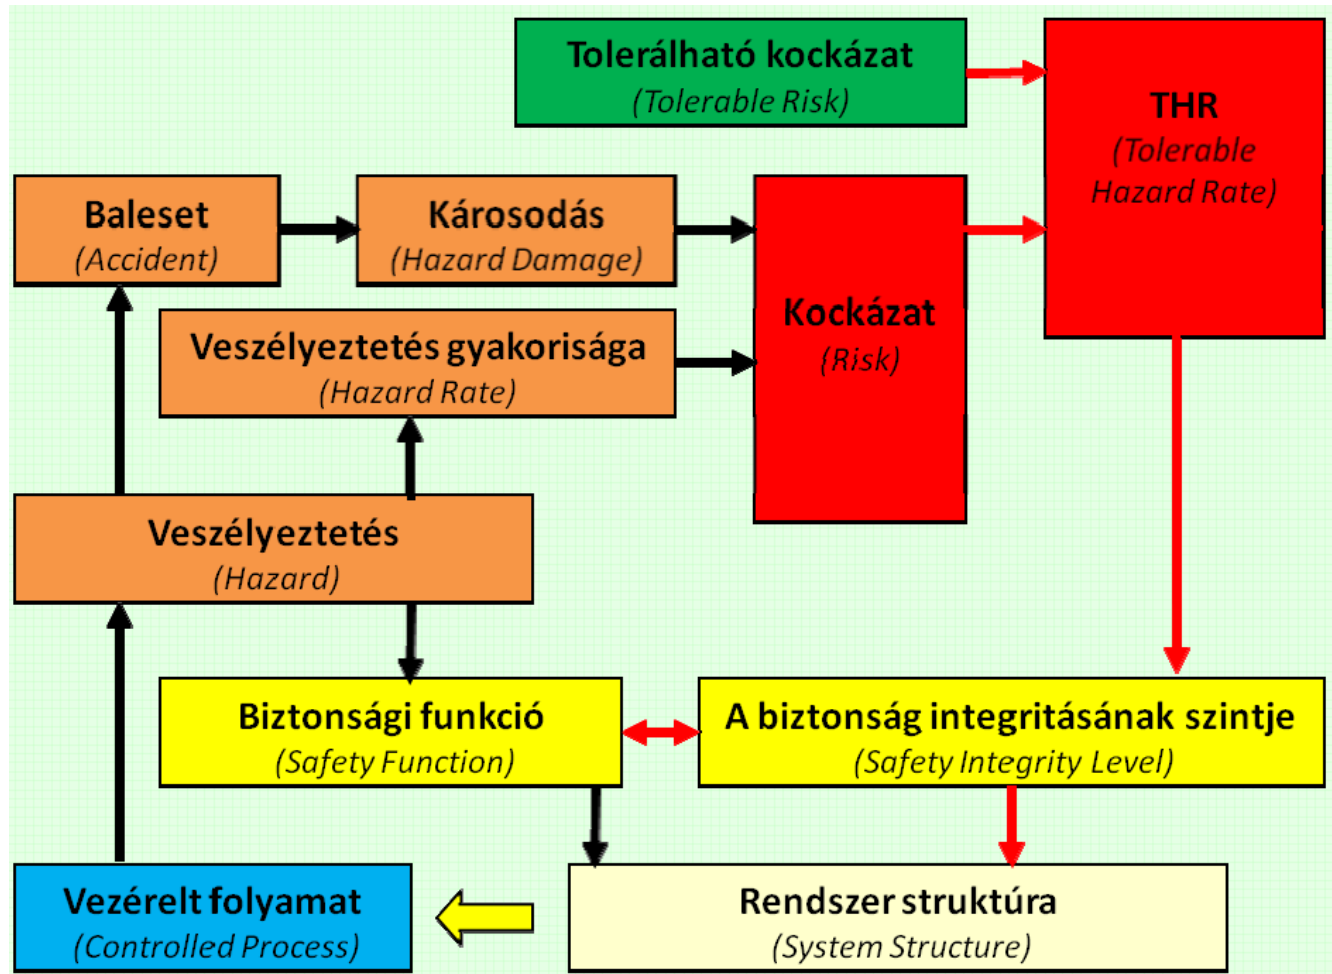 Tolerálható kockázat
(Tolerable Risk)
THR
(Tolerable
Hazard Rate)
Baleset
(Accident)
Károsodás
(Hazard Damage)
Kockázat
(Risk)
Veszélyeztetés gyakorisága
(Hazard Rate)
Veszélyeztetés
(Hazard)
Biztonsági funkció
(Safety Function)
A biztonság integritásának szintje
(Safety Integrity Level)
Vezérelt folyamat
(Controlled Process)
Rendszer struktúra
(System Structure)